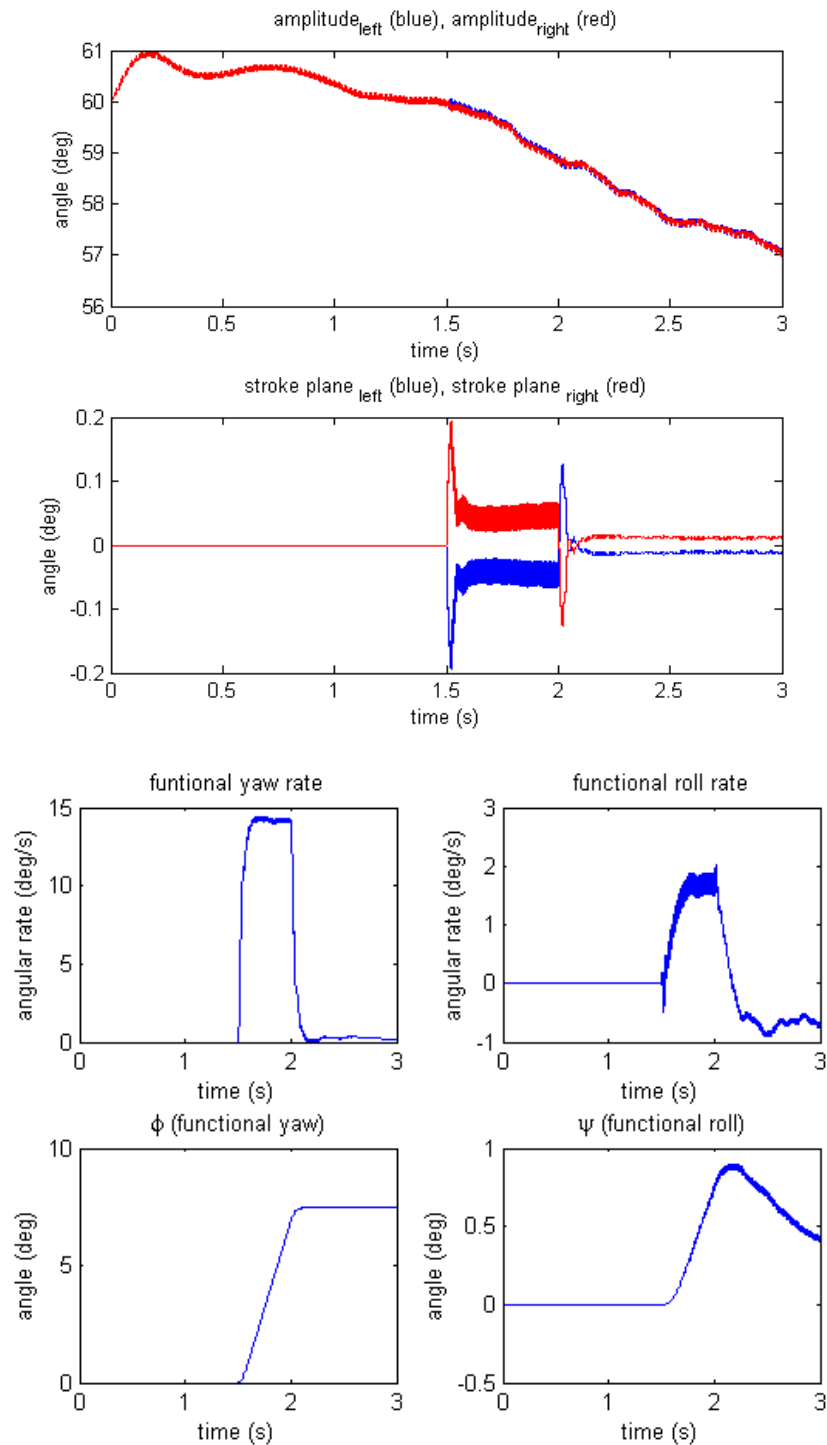 amplitude_left (blue), amplitude_right (red)
61
60
59
58
57
56
angle (deg)
0 0.5 1 1.5 2 2.5 3
time (s)
stroke plane_left (blue), stroke plane_right (red)
0.2
0.1
0
-0.1
-0.2
angle (deg)
0 0.5 1 1.5 2 2.5 3
time (s)
funtional yaw rate
15
10
5
0
angular rate (deg/s)
0 1 2 3
time (s)
functional roll rate
3
2
1
0
-1
angular rate (deg/s)
0 1 2 3
time (s)
ϕ (functional yaw)
10
5
0
angle (deg)
0 1 2 3
time (s)
ψ (functional roll)
1
0.5
0
-0.5
angle (deg)
0 1 2 3
time (s)